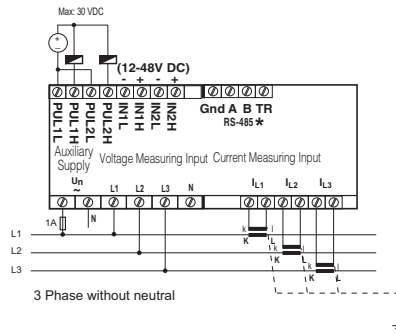 Max: 30 VDC
+
-
(12-48V DC)
- + - +
PUL1L PUL1H PUL2L PUL2H IN1L IN1H IN2L IN2H
Gnd A B TR
RS-485 *
Auxiliary Supply
Voltage Measuring Input
Current Measuring Input
Un ~
L1 L2 L3 N
IL1 IL2 IL3
1A
N
k l
K L
k l
K L
k l
K L
L1
L2
L3
3 Phase without neutral